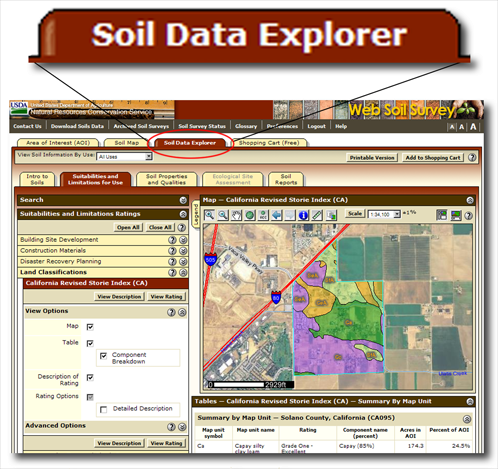 Soil Data Explorer
USDA United States Department of Agriculture
Natural Resources Conservation Service
Web Soil Survey
Contact Us Download Soils Data Archived Soil Surveys Soil Survey Status Glossary Preferences Logout Help A A A
Area of Interest (AOI) Soil Map Soil Data Explorer Shopping Cart (Free)
View Soil Information By Use: All Uses Printable Version Add to Shopping Cart ?
Intro to Soils Suitabilities and Limitations for Use Soil Properties and Qualities Ecological Site Assessment Soil Reports
Search
Suitabilities and Limitations Ratings
Open All Close All ?
Building Site Development ?
Construction Materials ?
Disaster Recovery Planning ?
Land Classifications ?
California Revised Storie Index (CA)
View Description View Rating
View Options ?
Map
Table
Component Breakdown
Description of Rating
Rating Options
Detailed Description
Advanced Options ?
View Description View Rating
Map — California Revised Storie Index (CA)
Legend
Scale 1:34,100 ±1%
505
80
2929ft
Tables — California Revised Storie Index (CA) — Summary By Map Unit
Summary by Map Unit — Solano County, California (CA095)
Map unit symbol Map unit name Rating Component name (percent) Acres in AOI Percent of AOI
Ca Capay silty clay loam Grade One - Excellent Capay (85%) 174.3 24.5%